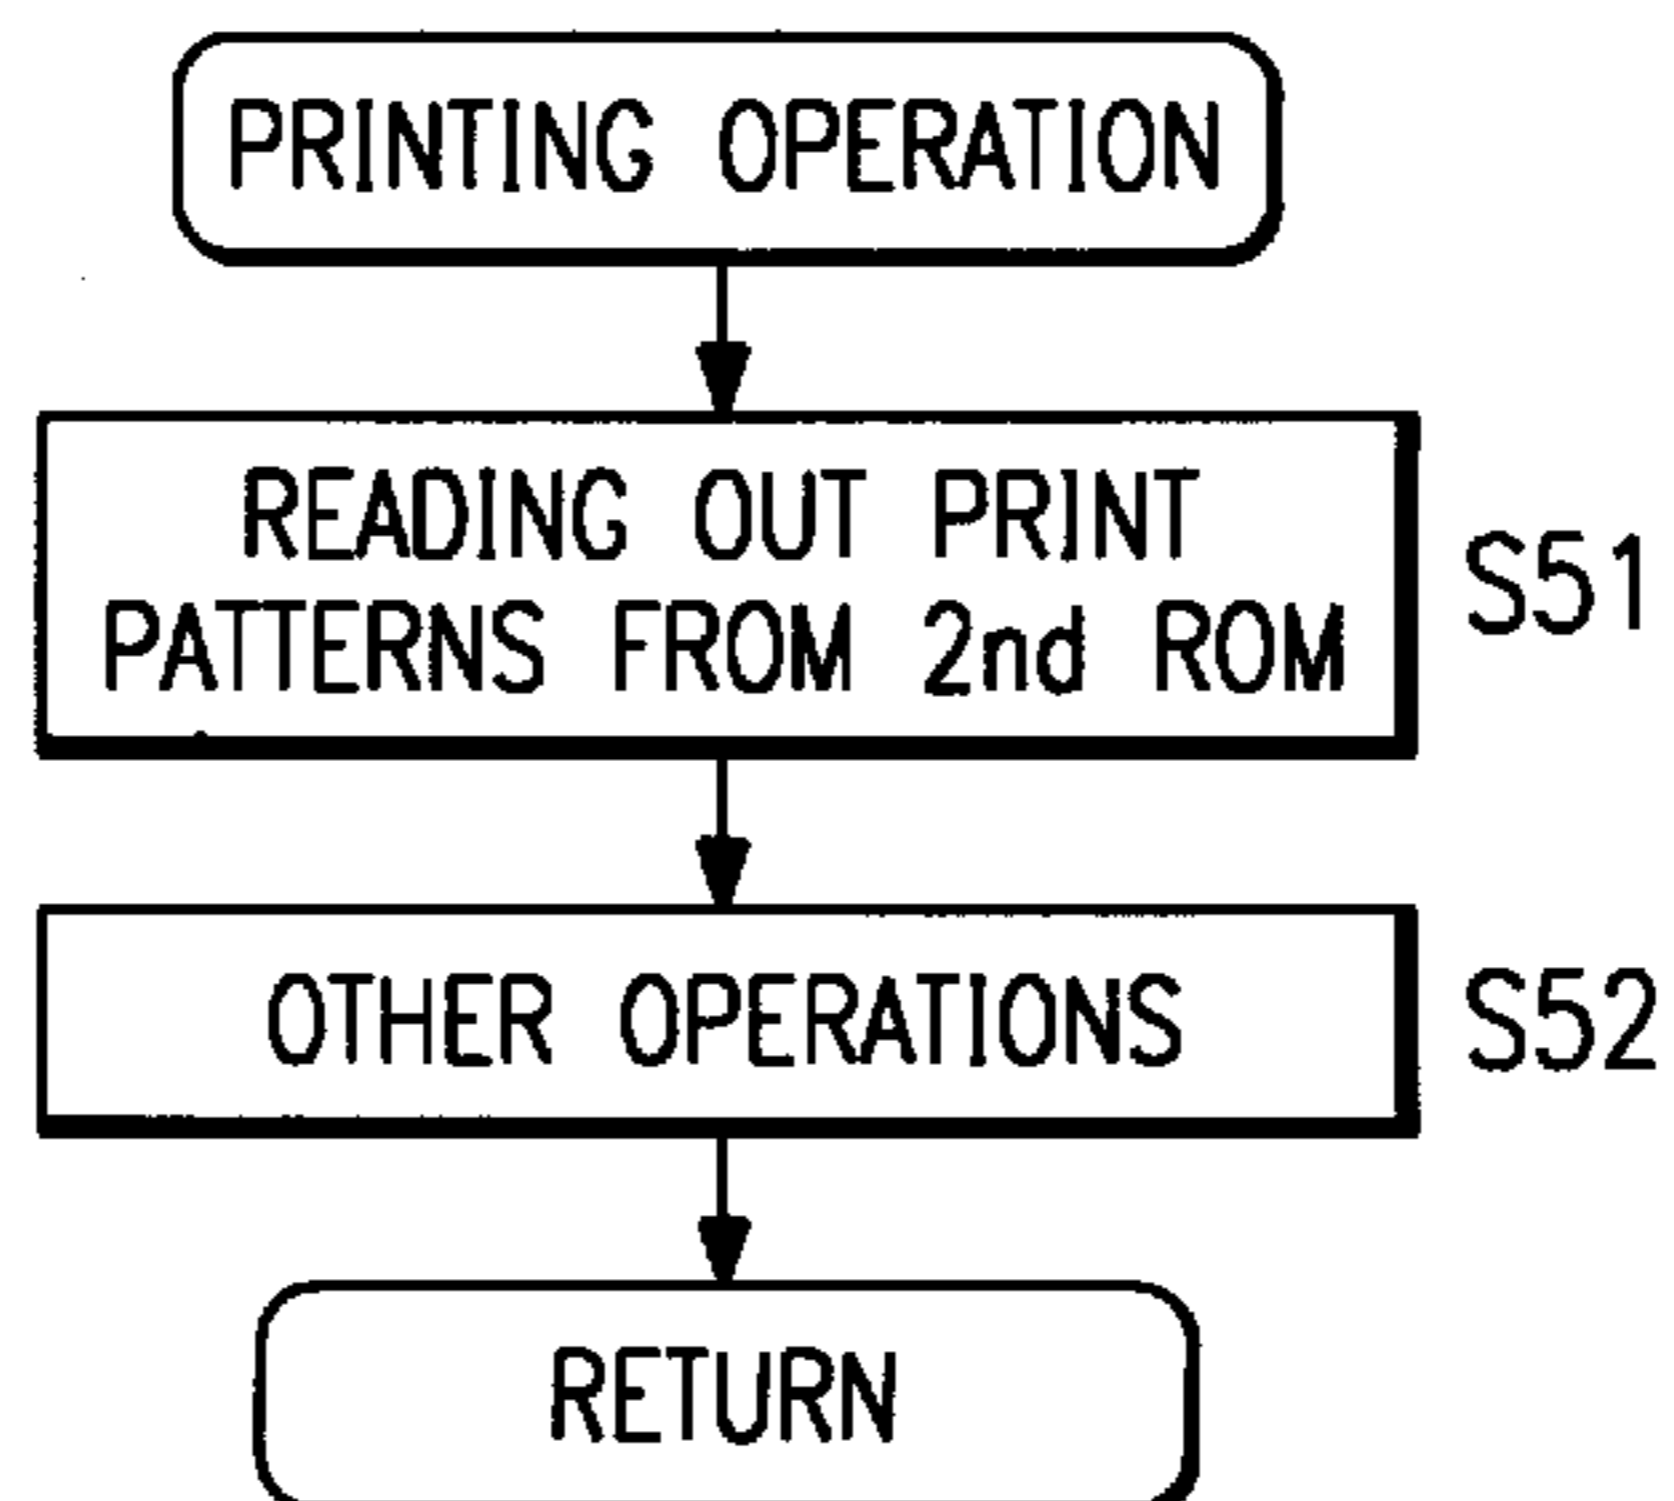 PRINTING OPERATION
READING OUT PRINT
PATTERNS FROM 2nd ROM
S51
OTHER OPERATIONS
S52
RETURN